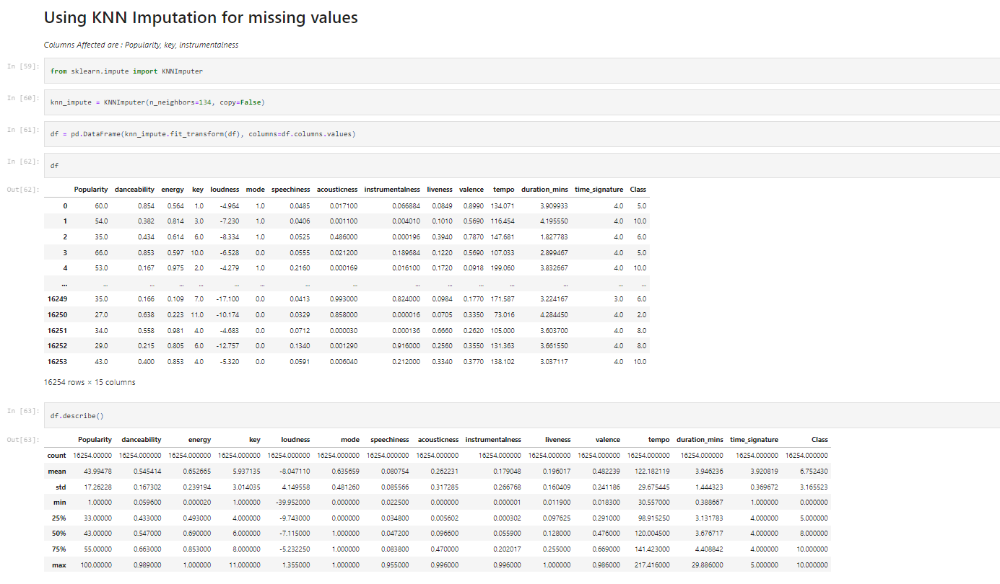 Using KNN Imputation for missing values
Columns Affected are : Popularity, key, instrumentalness
In [59]: from sklearn.impute import KNNImputer
In [60]: knn_impute = KNNImputer(n_neighbors=134, copy=False)
In [61]: df = pd.DataFrame(knn_impute.fit_transform(df), columns=df.columns.values)
In [62]: df
Out[62]: Popularity danceability energy key loudness mode speechiness acousticness instrumentalness liveness valence tempo duration_mins time_signature Class
0 60.0 0.854 0.564 1.0 -4.964 1.0 0.0485 0.017100 0.066884 0.0849 0.8990 134.071 3.909933 4.0 5.0
1 54.0 0.382 0.814 3.0 -7.230 1.0 0.0406 0.001100 0.004010 0.1010 0.5690 116.454 4.195550 4.0 10.0
2 35.0 0.434 0.614 6.0 -8.334 1.0 0.0525 0.486000 0.000196 0.3940 0.7870 147.681 1.827783 4.0 6.0
3 66.0 0.853 0.597 10.0 -6.528 0.0 0.0555 0.021200 0.189684 0.1220 0.5690 107.033 2.899467 4.0 5.0
4 53.0 0.167 0.975 2.0 -4.279 1.0 0.2160 0.000169 0.016100 0.1720 0.0918 199.060 3.832667 4.0 10.0
... ... ... ... ... ... ... ... ... ... ... ... ... ... ... ...
16249 35.0 0.166 0.109 7.0 -17.100 0.0 0.0413 0.993000 0.824000 0.0984 0.1770 171.587 3.224167 3.0 6.0
16250 27.0 0.638 0.223 11.0 -10.174 0.0 0.0329 0.858000 0.000016 0.0705 0.3350 73.016 4.284450 4.0 2.0
16251 34.0 0.558 0.981 4.0 -4.683 0.0 0.0712 0.000030 0.000136 0.6660 0.2620 105.000 3.603700 4.0 8.0
16252 29.0 0.215 0.805 6.0 -12.757 0.0 0.1340 0.001290 0.916000 0.2560 0.3550 131.363 3.661550 4.0 8.0
16253 43.0 0.400 0.853 4.0 -5.320 0.0 0.0591 0.006040 0.212000 0.3340 0.3770 138.102 3.037117 4.0 10.0
16254 rows × 15 columns
In [63]: df.describe()
Out[63]: Popularity danceability energy key loudness mode speechiness acousticness instrumentalness liveness valence tempo duration_mins time_signature Class
count 16254.00000 16254.000000 16254.000000 16254.000000 16254.000000 16254.000000 16254.000000 16254.000000 16254.000000 16254.000000 16254.000000 16254.000000 16254.000000 16254.000000 16254.000000
mean 43.99478 0.545414 0.652665 5.937135 -8.047110 0.635659 0.080754 0.262231 0.179048 0.196017 0.482239 122.182119 3.946236 3.920819 6.752430
std 17.26228 0.167302 0.239194 3.014035 4.149558 0.481260 0.085566 0.317285 0.266768 0.160409 0.241186 29.675445 1.444323 0.369672 3.165523
min 1.00000 0.059600 0.000020 1.000000 -39.952000 0.000000 0.022500 0.000000 0.000001 0.011900 0.018300 30.557000 0.388667 1.000000 0.000000
25% 33.00000 0.433000 0.493000 4.000000 -9.743000 0.000000 0.034800 0.005602 0.000302 0.097625 0.291000 98.915250 3.131783 4.000000 5.000000
50% 43.00000 0.547000 0.690000 6.000000 -7.115000 1.000000 0.047200 0.096600 0.055900 0.128000 0.476000 120.004500 3.676717 4.000000 8.000000
75% 55.00000 0.663000 0.853000 8.000000 -5.232250 1.000000 0.083800 0.470000 0.202017 0.255000 0.669000 141.423000 4.408842 4.000000 10.000000
max 100.00000 0.989000 1.000000 11.000000 1.355000 1.000000 0.955000 0.996000 0.996000 1.000000 0.986000 217.416000 29.886000 5.000000 10.000000